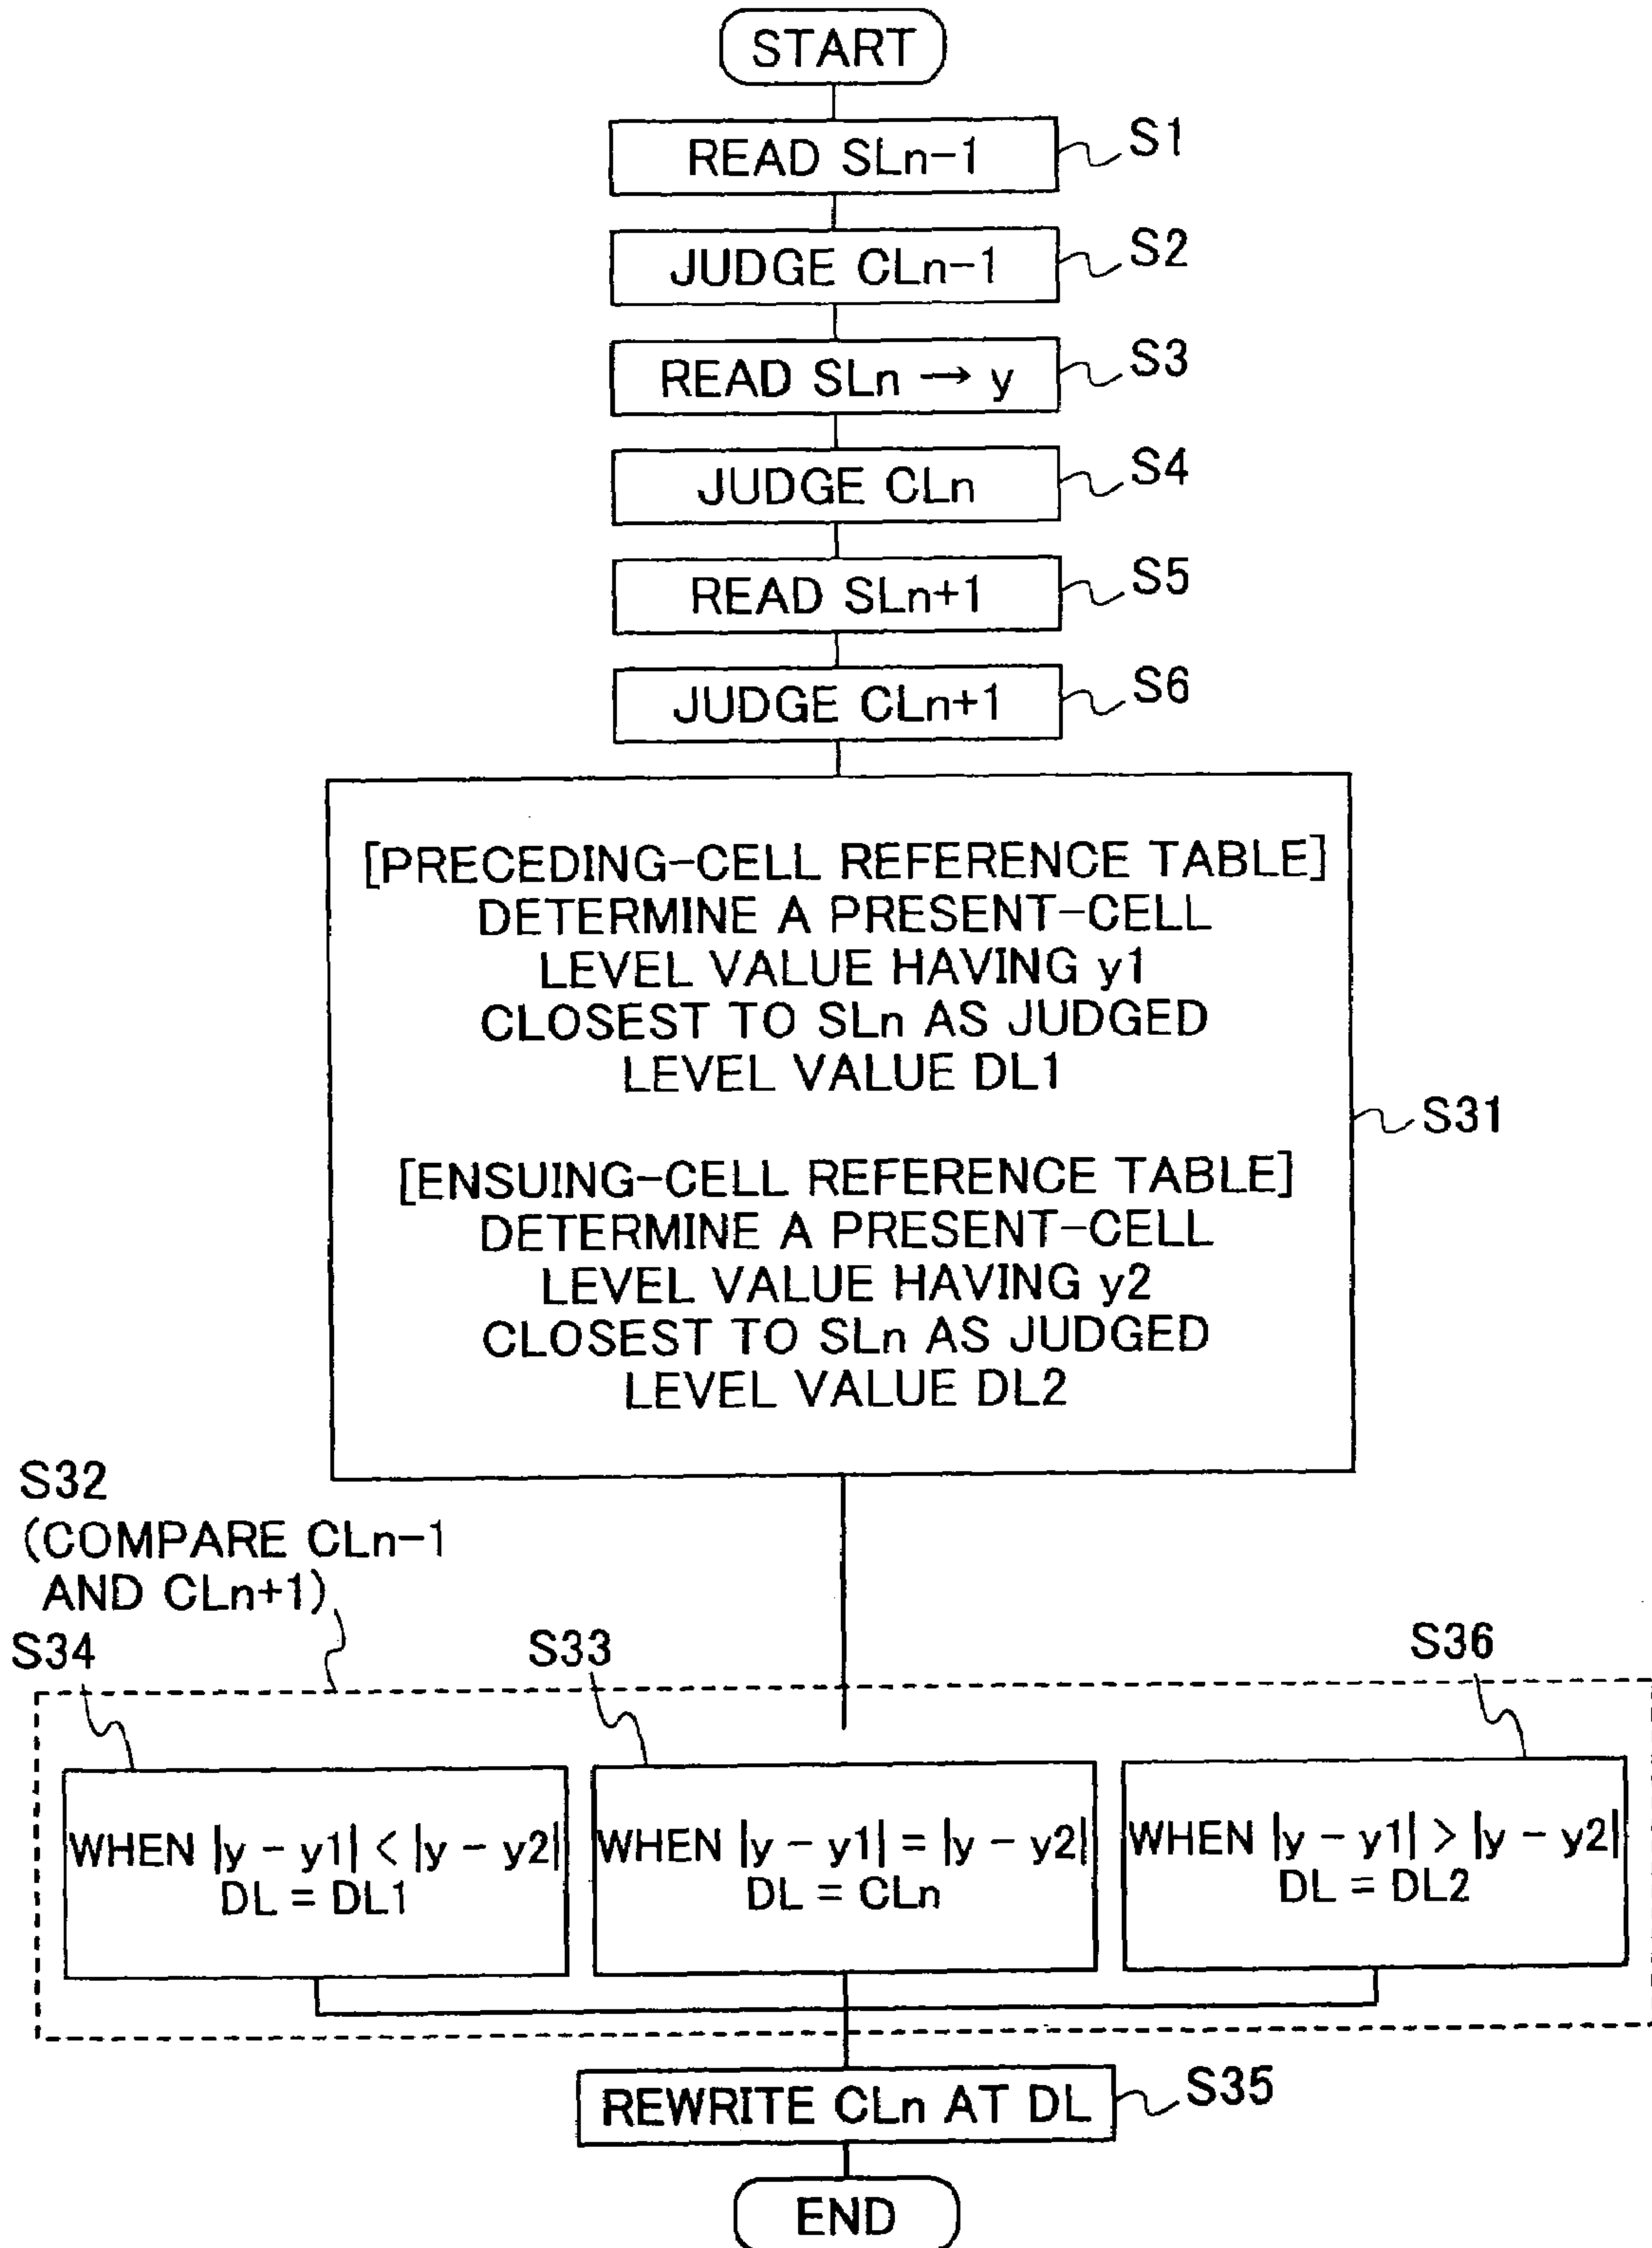 START
READ SLn-1
S1
JUDGE CLn-1
S2
READ SLn → y
S3
JUDGE CLn
S4
READ SLn+1
S5
JUDGE CLn+1
S6
[PRECEDING-CELL REFERENCE TABLE]
DETERMINE A PRESENT-CELL
LEVEL VALUE HAVING y1
CLOSEST TO SLn AS JUDGED
LEVEL VALUE DL1
[ENSUING-CELL REFERENCE TABLE]
DETERMINE A PRESENT-CELL
LEVEL VALUE HAVING y2
CLOSEST TO SLn AS JUDGED
LEVEL VALUE DL2
S31
S32
(COMPARE CLn-1
AND CLn+1)
S34
WHEN |y - y1| < |y - y2|
DL = DL1
S33
WHEN |y - y1| = |y - y2|
DL = CLn
S36
WHEN |y - y1| > |y - y2|
DL = DL2
REWRITE CLn AT DL
S35
END